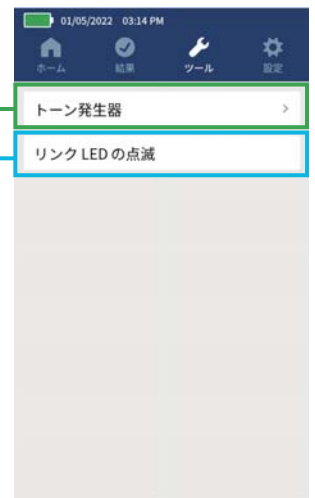 01/05/2022 03:14 PM
ホーム 結果 ツール 設定
トーン発生器
リンク LED の点滅